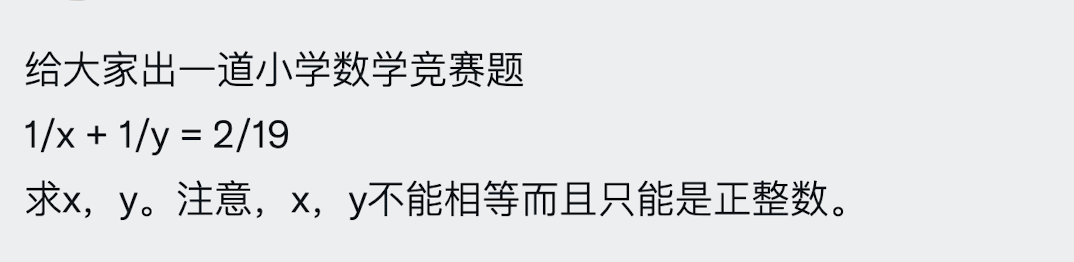 给大家出一道小学数学竞赛题
1/x + 1/y = 2/19
求x，y。注意，x，y不能相等而且只能是正整数。